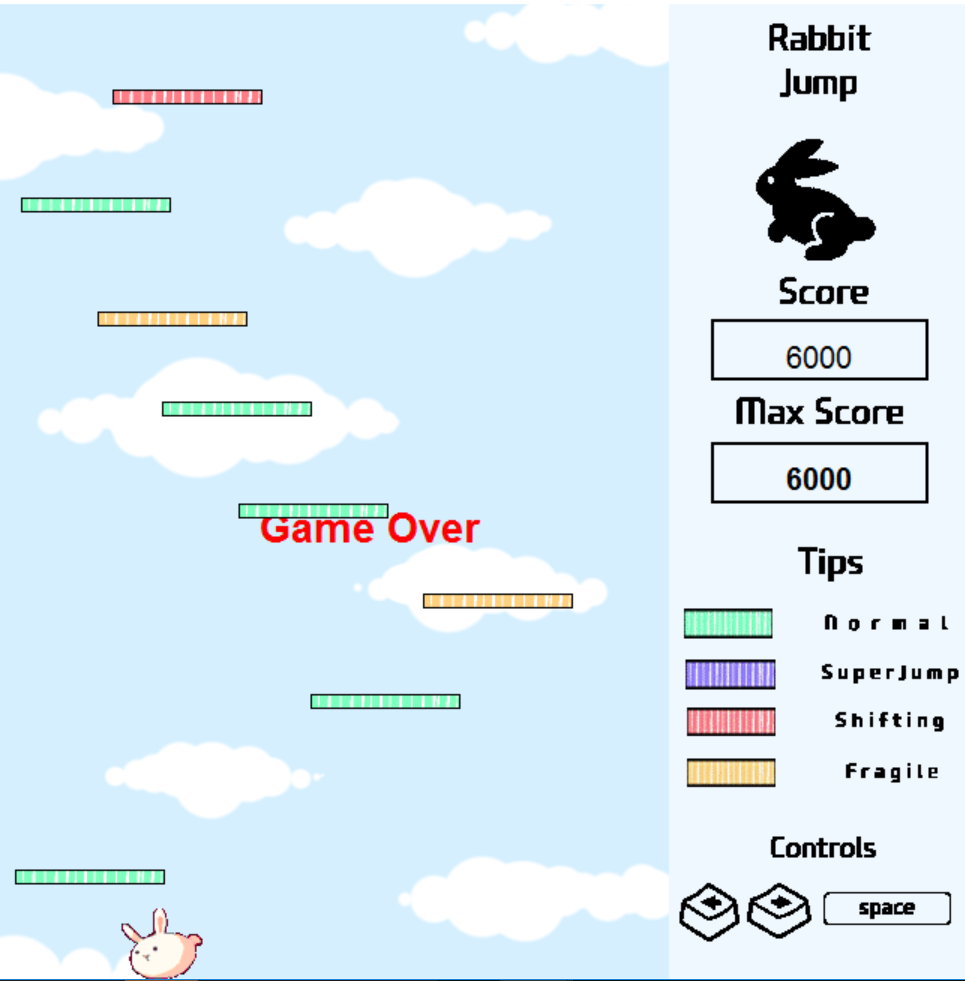 Rabbit
Jump
Score
6000
Max Score
6000
Game Over
Tips
Normal
SuperJump
Shifting
Fragile
Controls
space